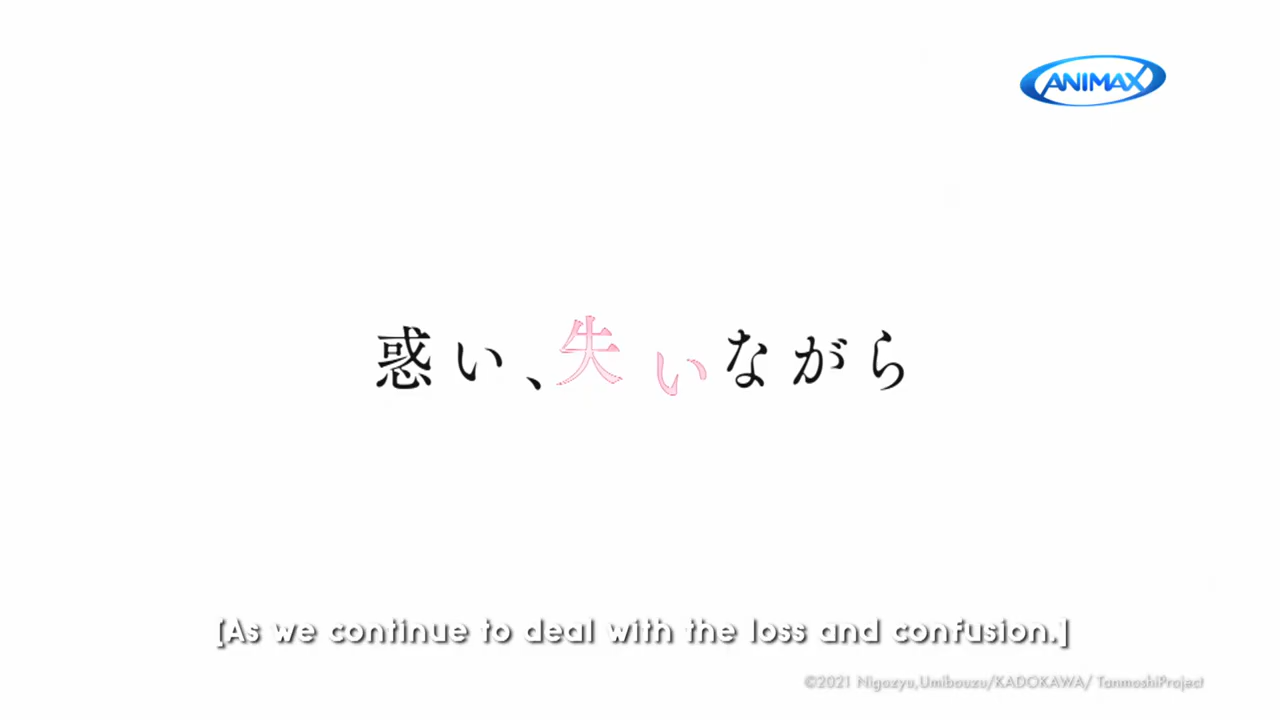 ANIMAX
惑い、失いながら
[As we continue to deal with the loss and confusion.]
©2021 Nigozyu,Umibouzu/KADOKAWA/ TanmoshiProject